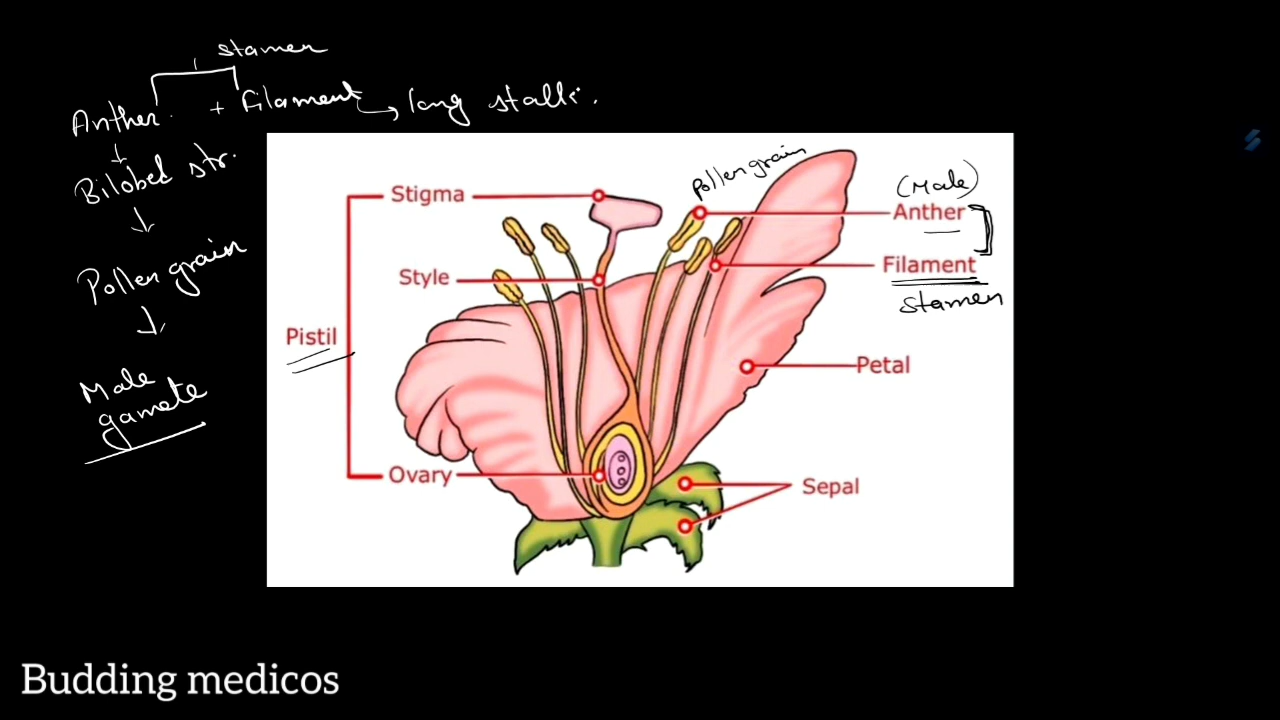 stamen
Anther + Filament → long stalk.
↓
Bilobed str.
↓
Pollen grain
↓
Male
gamete
Pollen grain
(Male)
Stigma
Anther
Filament
Style
stamen
Pistil
Petal
Ovary
Sepal
Budding medicos